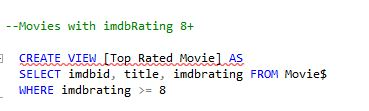 --Movies with imdbRating 8+
CREATE VIEW [Top Rated Movie] AS
SELECT imdbid, title, imdbrating FROM Movie$
WHERE imdbrating >= 8